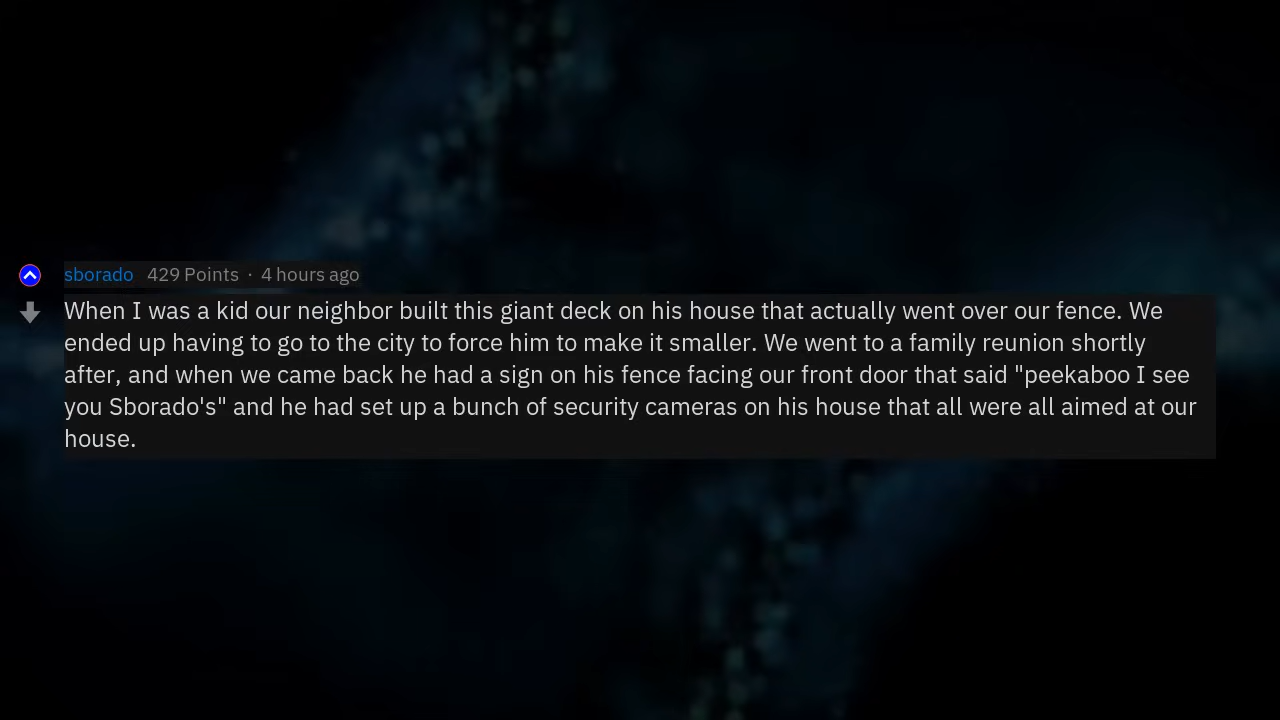 sborado 429 Points · 4 hours ago
When I was a kid our neighbor built this giant deck on his house that actually went over our fence. We
ended up having to go to the city to force him to make it smaller. We went to a family reunion shortly
after, and when we came back he had a sign on his fence facing our front door that said "peekaboo I see
you Sborado's" and he had set up a bunch of security cameras on his house that all were all aimed at our
house.